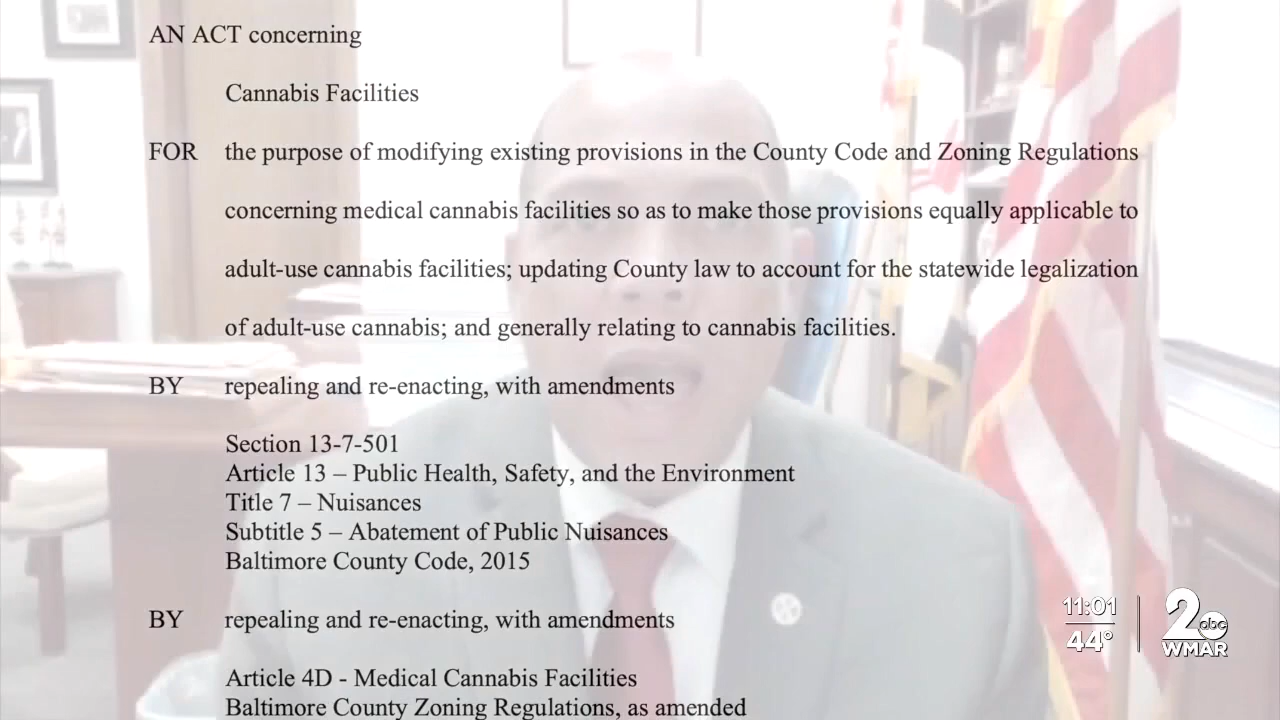 AN ACT concerning
Cannabis Facilities
FOR the purpose of modifying existing provisions in the County Code and Zoning Regulations
concerning medical cannabis facilities so as to make those provisions equally applicable to
adult-use cannabis facilities; updating County law to account for the statewide legalization
of adult-use cannabis; and generally relating to cannabis facilities.
BY repealing and re-enacting, with amendments
Section 13-7-501
Article 13 – Public Health, Safety, and the Environment
Title 7 – Nuisances
Subtitle 5 – Abatement of Public Nuisances
Baltimore County Code, 2015
BY repealing and re-enacting, with amendments
Article 4D - Medical Cannabis Facilities
Baltimore County Zoning Regulations, as amended
11:01
44°
2 abc
WMAR